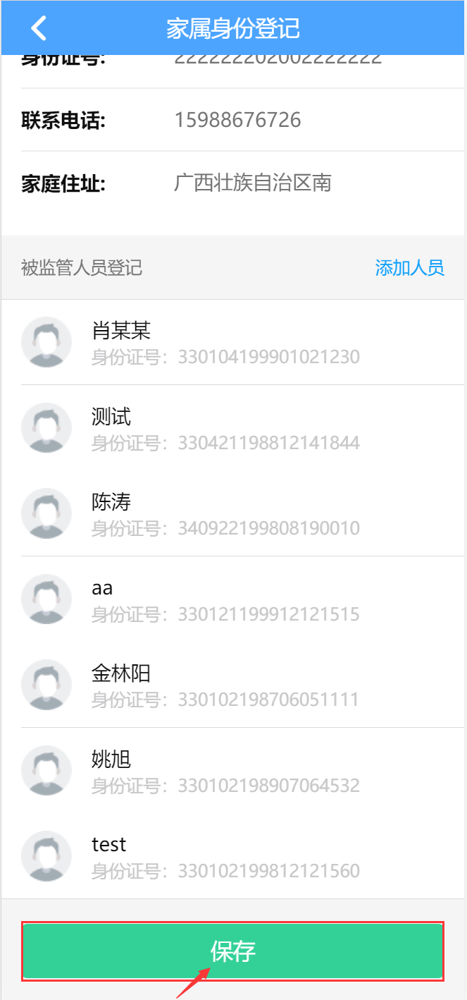 家属身份登记
身份证号: 222222202002222222
联系电话: 15988676726
家庭住址: 广西壮族自治区南
被监管人员登记 添加人员
肖某某
身份证号：330104199901021230
测试
身份证号：330421198812141844
陈涛
身份证号：340922199808190010
aa
身份证号：330121199912121515
金林阳
身份证号：330102198706051111
姚旭
身份证号：330102198907064532
test
身份证号：330102199812121560
保存